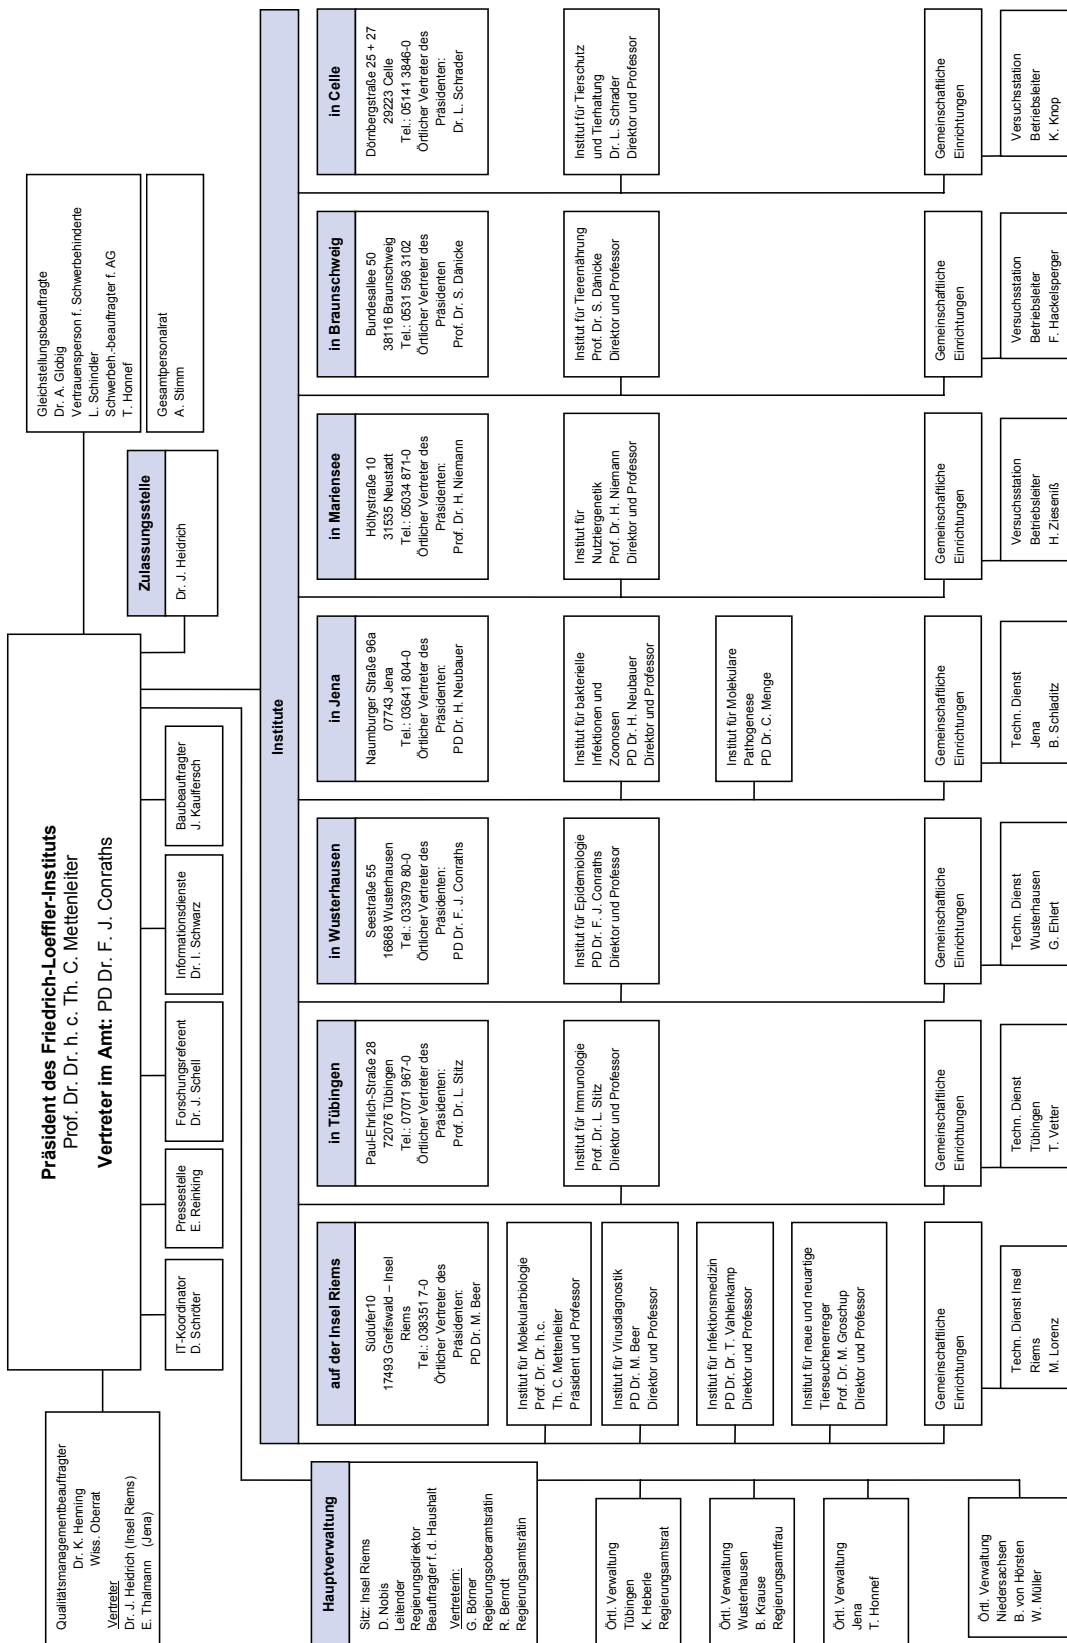 Präsident des Friedrich-Loeffler-Instituts
Prof. Dr. Dr. h. c. Th. C. Mettenleiter
Vertreter im Amt: PD Dr. F. J. Conraths
Qualitätsmanagementbeauftragter
Dr. K. Henning
Wiss. Oberrat
Vertreter
Dr. J. Heidrich (Insel Riems)
E. Thalmann (Jena)
Gleichstellungsbeauftragte
Dr. A. Globig
Vertrauensperson f. Schwerbehinderte
L. Schindler
Schwerbeh.-beauftragter f. AG
T. Honnef
Gesamtpersonalrat
A. Stimm
IT-Koordinator
D. Schröter
Pressestelle
E. Reinking
Forschungsreferent
Dr. J. Schell
Informationsdienste
Dr. I. Schwarz
Baubeauftragter
J. Kaulfersch
Zulassungsstelle
Dr. J. Heidrich
Hauptverwaltung
Sitz: Insel Riems
D. Nobis
Leitender
Regierungsdirektor
Beauftragter f. d. Haushalt
Vertreterin:
G. Börner
Regierungsoberamtsrätin
R. Berndt
Regierungsamtsrätin
Örtl. Verwaltung
Tübingen
K. Heberle
Regierungsamtsrat
Örtl. Verwaltung
Wusterhausen
B. Krause
Regierungsamtfrau
Örtl. Verwaltung
Jena
T. Honnef
Örtl. Verwaltung
Niedersachsen
B. von Hörsten
W. Müller
Institute
auf der Insel Riems
Südufer10
17493 Greifswald – Insel
Riems
Tel.: 038351 7-0
Örtlicher Vertreter des
Präsidenten:
PD Dr. M. Beer
Institut für Molekularbiologie
Prof. Dr. Dr. h.c.
Th. C. Mettenleiter
Präsident und Professor
Institut für Virusdiagnostik
PD Dr. M. Beer
Direktor und Professor
Institut für Infektionsmedizin
PD Dr. Dr. T. Vahlenkamp
Direktor und Professor
Institut für neue und neuartige
Tierseuchenerreger
Prof. Dr. M. Groschup
Direktor und Professor
Gemeinschaftliche
Einrichtungen
Techn. Dienst Insel
Riems
M. Lorenz
in Tübingen
Paul-Ehrlich-Straße 28
72076 Tübingen
Tel.: 07071 967-0
Örtlicher Vertreter des
Präsidenten:
Prof. Dr. L. Stitz
Institut für Immunologie
Prof. Dr. L. Stitz
Direktor und Professor
Gemeinschaftliche
Einrichtungen
Techn. Dienst
Tübingen
T. Vetter
in Wusterhausen
Seestraße 55
16868 Wusterhausen
Tel.: 033979 80-0
Örtlicher Vertreter des
Präsidenten:
PD Dr. F. J. Conraths
Institut für Epidemiologie
PD Dr. F. J. Conraths
Direktor und Professor
Gemeinschaftliche
Einrichtungen
Techn. Dienst
Wusterhausen
G. Ehlert
in Jena
Naumburger Straße 96a
07743 Jena
Tel.: 03641 804-0
Örtlicher Vertreter des
Präsidenten:
PD Dr. H. Neubauer
Institut für bakterielle
Infektionen und
Zoonosen
PD Dr. H. Neubauer
Direktor und Professor
Institut für Molekulare
Pathogenese
PD Dr. C. Menge
Gemeinschaftliche
Einrichtungen
Techn. Dienst
Jena
B. Schladitz
in Mariensee
Höltystraße 10
31535 Neustadt
Tel.: 05034 871-0
Örtlicher Vertreter des
Präsidenten:
Prof. Dr. H. Niemann
Institut für
Nutztiergenetik
Prof. Dr. H. Niemann
Direktor und Professor
Gemeinschaftliche
Einrichtungen
Versuchsstation
Betriebsleiter
H. Zieseniß
in Braunschweig
Bundesallee 50
38116 Braunschweig
Tel.: 0531 596 3102
Örtlicher Vertreter des
Präsidenten
Prof. Dr. S. Dänicke
Institut für Tierernährung
Prof. Dr. S. Dänicke
Direktor und Professor
Gemeinschaftliche
Einrichtungen
Versuchsstation
Betriebsleiter
F. Hackelsperger
in Celle
Dörnbergstraße 25 + 27
29223 Celle
Tel.: 05141 3846-0
Örtlicher Vertreter des
Präsidenten:
Dr. L. Schrader
Institut für Tierschutz
und Tierhaltung
Dr. L. Schrader
Direktor und Professor
Gemeinschaftliche
Einrichtungen
Versuchsstation
Betriebsleiter
K. Knop